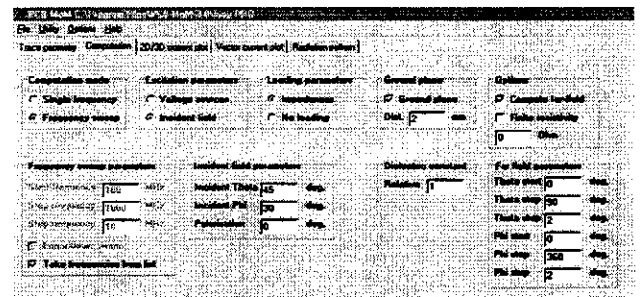 File Utility Options Help
Trace geometry Computation 2D/3D current plot Vector current plot Radiation pattern
Computation mode Excitation parameters Loading parameters Ground plane Options
Single frequency Voltage sources Impedances Ground plane Compute far-field
Frequency sweep Incident field No loading Dist. 2 mm Finite resistivity
0 Ohm
Frequency sweep parameters Incident field parameters Dielectric constant Far field parameters
Start frequency 100 MHz Incident Theta 45 deg. Relative 1 Theta start 0 deg.
Stop frequency MHz Incident Phi 30 deg. Theta stop 90 deg.
Step frequency 10 MHz Polarization 0 deg. Theta step 2 deg.
Phi start 0 deg.
Take frequencies from list Phi stop 360 deg.
Phi step 2 deg.